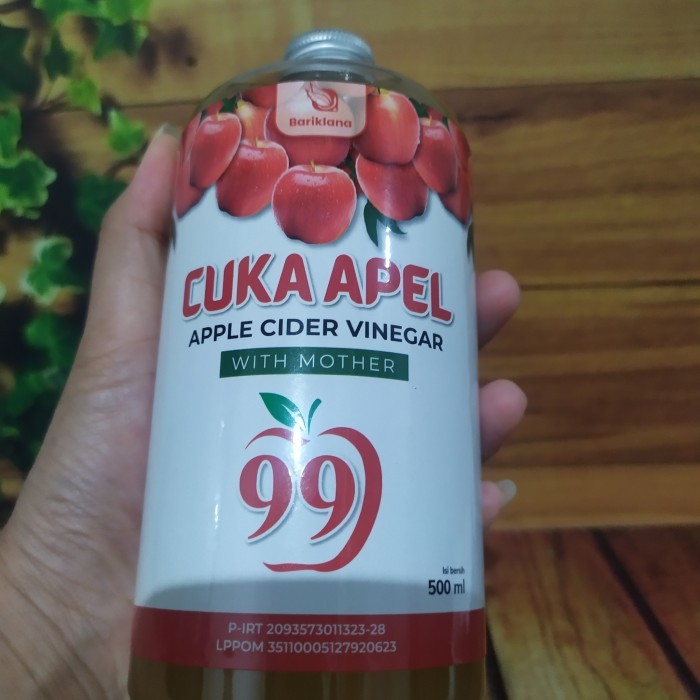 Bariklana
CUKA APEL
APPLE CIDER VINEGAR
WITH MOTHER
99
Isi bersih
500 ml
P-IRT 2093573011323-28
LPPOM 35110005127920623